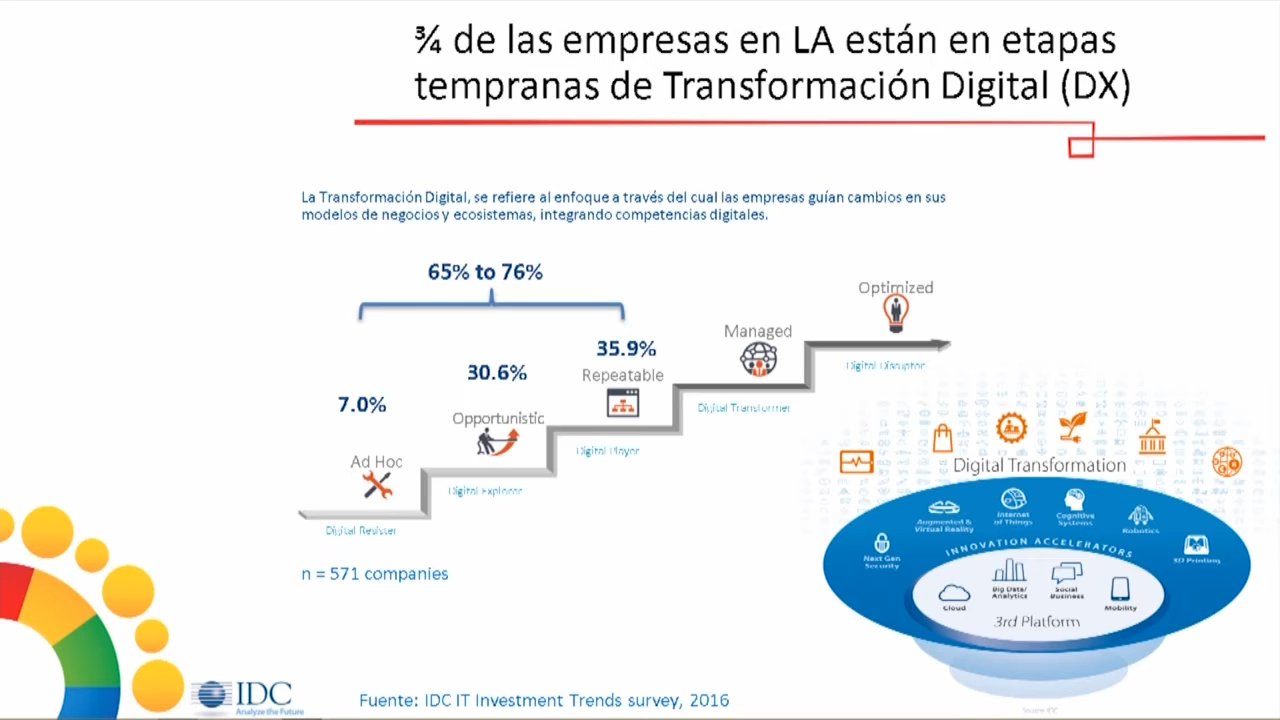 ¾ de las empresas en LA están en etapas
tempranas de Transformación Digital (DX)
La Transformación Digital, se refiere al enfoque a través del cual las empresas guían cambios en sus
modelos de negocios y ecosistemas, integrando competencias digitales.
65% to 76%
7.0%
Ad Hoc
Digital Resister
30.6%
Opportunistic
Digital Explorer
35.9%
Repeatable
Digital Player
Managed
Digital Transformer
Optimized
Digital Disruptor
n = 571 companies
Digital Transformation
Next Gen
Security
Augmented &
Virtual Reality
Internet
of Things
Cognitive
Systems
Robotics
3D Printing
INNOVATION ACCELERATORS
Cloud
Big Data/
Analytics
Social
Business
Mobility
3rd Platform
IDC
Analyze the Future
Fuente: IDC IT Investment Trends survey, 2016
Source: IDC